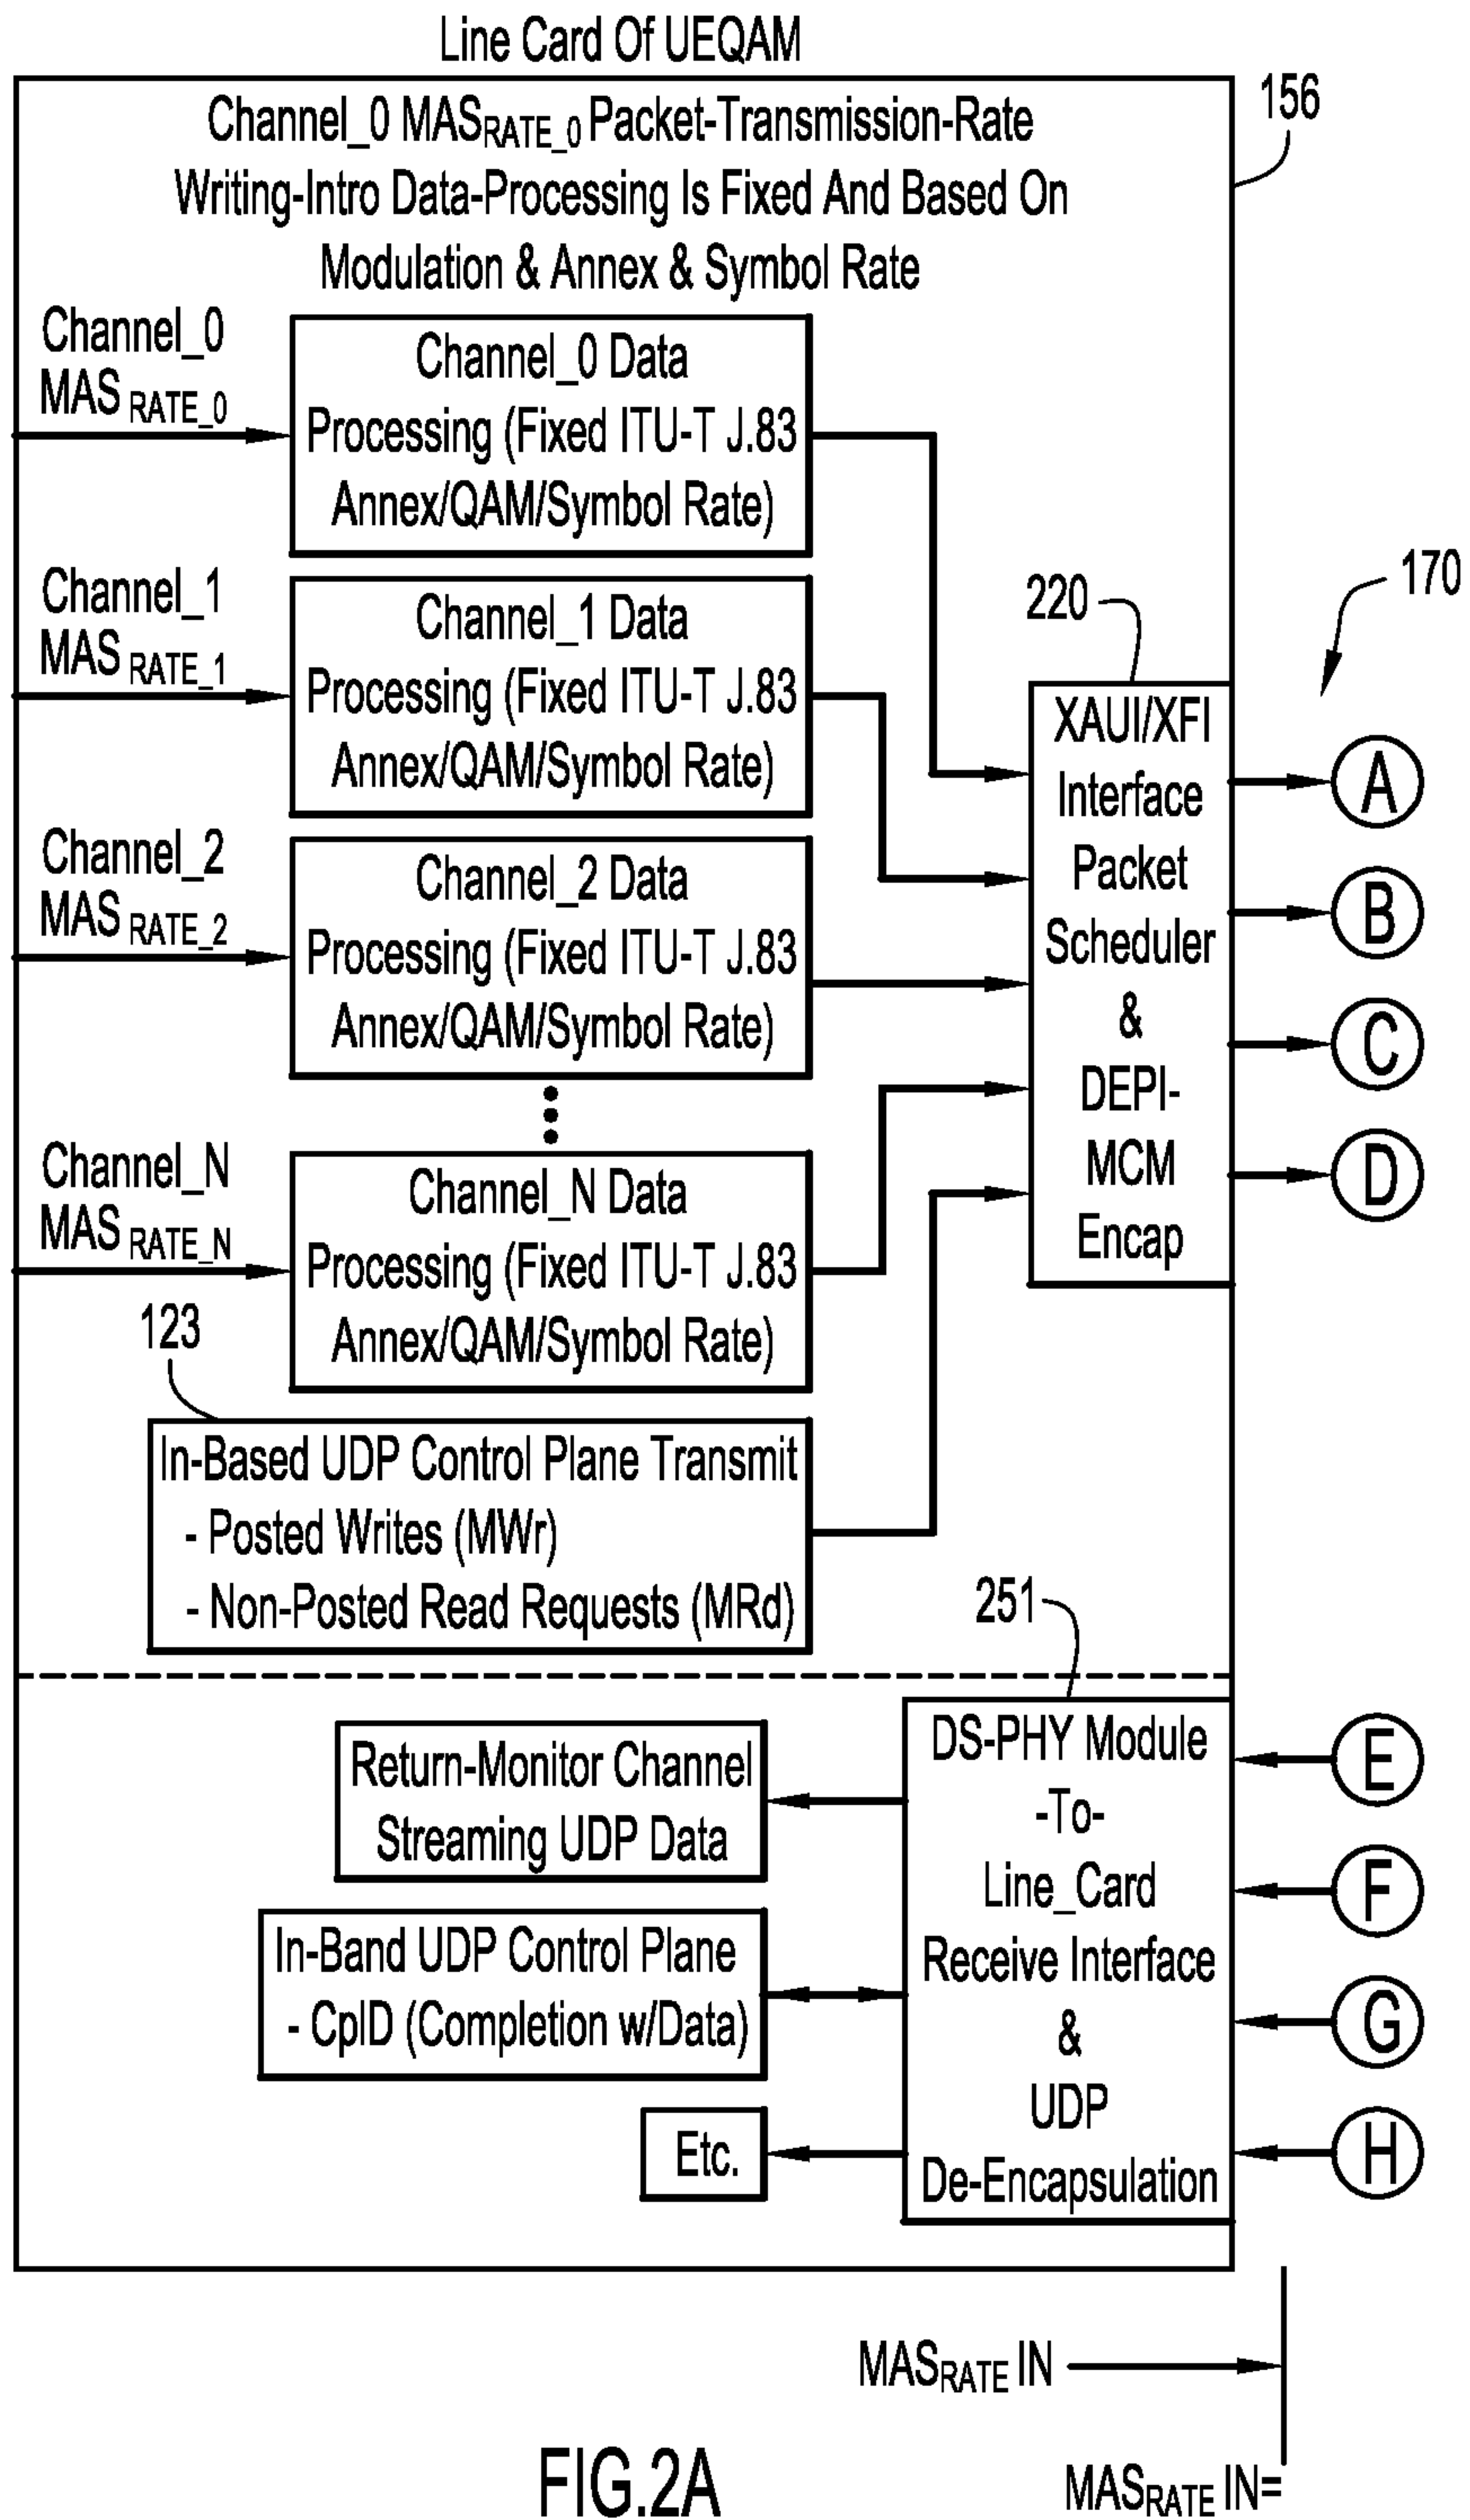 Line Card Of UEQAM
156
Channel_0 MASRATE_0 Packet-Transmission-Rate
Writing-Intro Data-Processing Is Fixed And Based On
Modulation & Annex & Symbol Rate
Channel_0
MAS RATE_0
Channel_0 Data
Processing (Fixed ITU-T J.83
Annex/QAM/Symbol Rate)
Channel_1
MAS RATE_1
Channel_1 Data
Processing (Fixed ITU-T J.83
Annex/QAM/Symbol Rate)
Channel_2
MAS RATE_2
Channel_2 Data
Processing (Fixed ITU-T J.83
Annex/QAM/Symbol Rate)
Channel_N
MAS RATE_N
Channel_N Data
Processing (Fixed ITU-T J.83
Annex/QAM/Symbol Rate)
123
In-Based UDP Control Plane Transmit
- Posted Writes (MWr)
- Non-Posted Read Requests (MRd)
220
170
XAUI/XFI
Interface
Packet
Scheduler
&
DEPI-
MCM
Encap
A
B
C
D
251
Return-Monitor Channel
Streaming UDP Data
In-Band UDP Control Plane
- CplD (Completion w/Data)
Etc.
DS-PHY Module
-To-
Line_Card
Receive Interface
&
UDP
De-Encapsulation
E
F
G
H
MASRATE IN
MASRATE IN=
FIG.2A